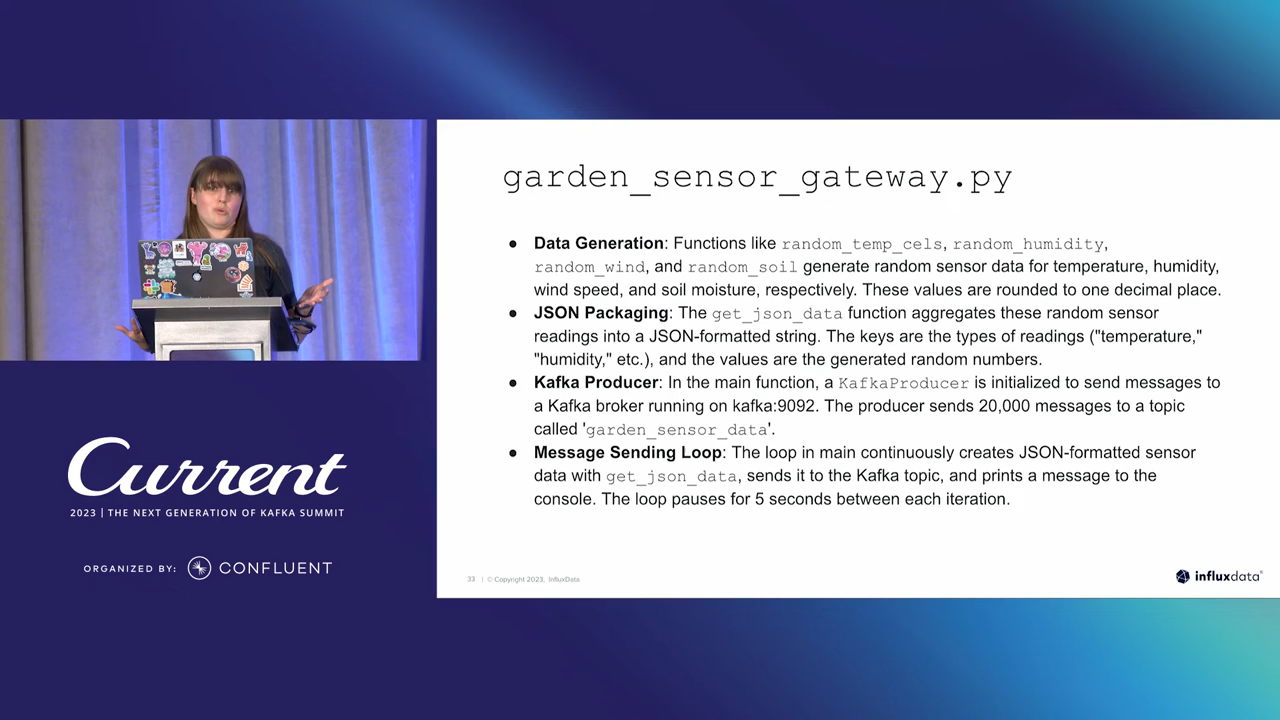 garden_sensor_gateway.py
● Data Generation: Functions like random_temp_cels, random_humidity,
random_wind, and random_soil generate random sensor data for temperature, humidity,
wind speed, and soil moisture, respectively. These values are rounded to one decimal place.
● JSON Packaging: The get_json_data function aggregates these random sensor
readings into a JSON-formatted string. The keys are the types of readings ("temperature,"
"humidity," etc.), and the values are the generated random numbers.
● Kafka Producer: In the main function, a KafkaProducer is initialized to send messages to
a Kafka broker running on kafka:9092. The producer sends 20,000 messages to a topic
called 'garden_sensor_data'.
● Message Sending Loop: The loop in main continuously creates JSON-formatted sensor
data with get_json_data, sends it to the Kafka topic, and prints a message to the
console. The loop pauses for 5 seconds between each iteration.
33 | © Copyright 2023, InfluxData
influxdata®
Current
2023 | THE NEXT GENERATION OF KAFKA SUMMIT
ORGANIZED BY: CONFLUENT